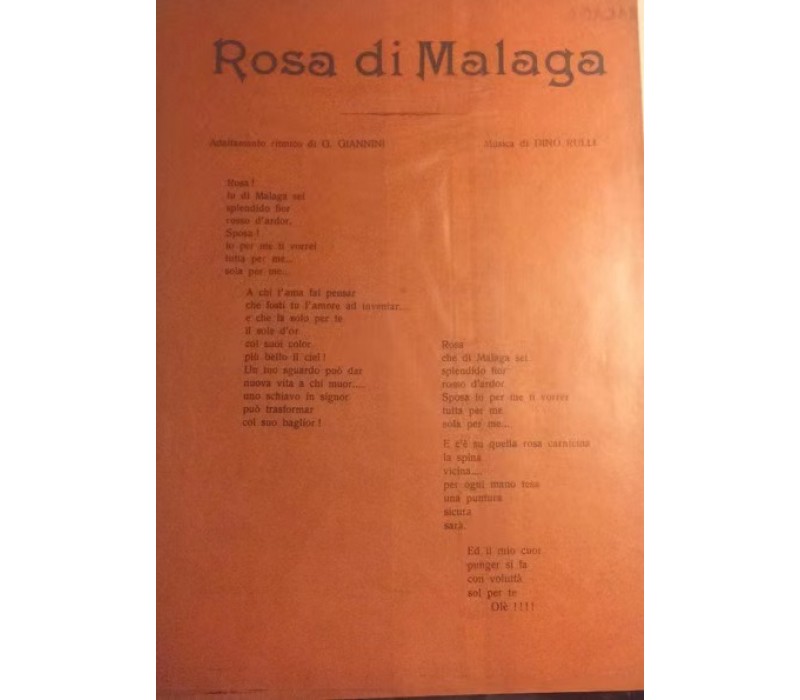 Rosa di Malaga
Adattamento ritmico di G. GIANNINI
Musica di DINO RULLI
Rosa !
tu di Malaga sei
splendido fior
rosso d'ardor.
Sposa !
Io per me ti vorrei
tutta per me...
sola per me...
A chi t'ama fai pensar
che fosti tu l'amore ad inventar...
e che fa solo per te
il sole d'or
coi suoi color
più bello il ciel !
Un tuo sguardo può dar
nuova vita a chi muor....
uno schiavo in signor
può trasformar
col suo baglior !
Rosa
che di Malaga sei
splendido fior
rosso d'ardor.
Sposa Io per me ti vorrei
tutta per me
sola per me...
E c'è su quella rosa carnicina
la spina
vicina....
per ogni mano tesa
una puntura
sicura
sarà.
Ed il mio cuor
punger si fa
con voluttà
sol per te
OR !!!!